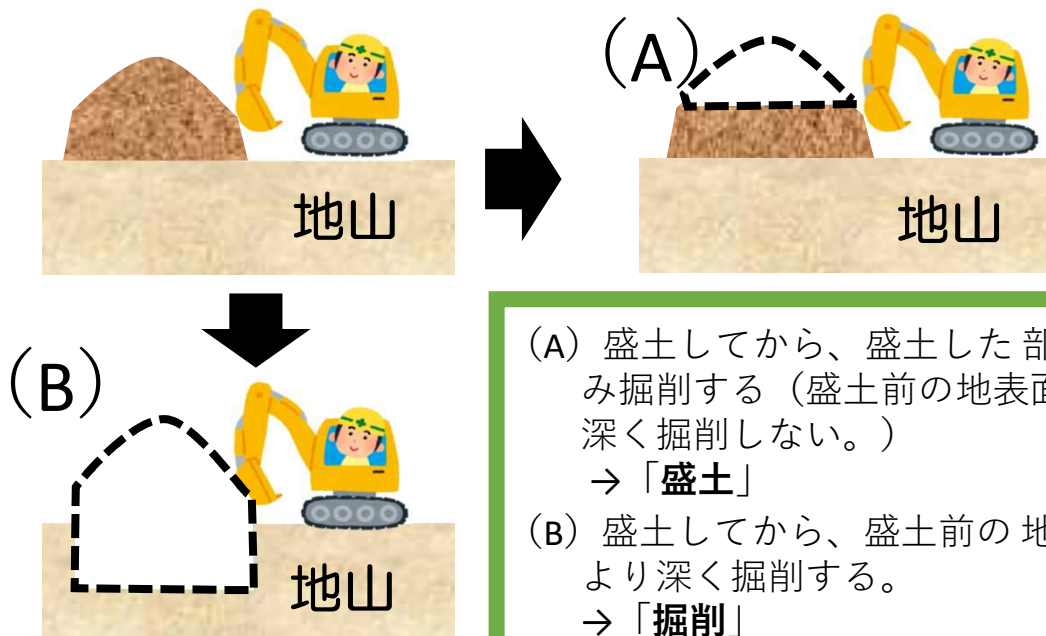 地山
(A)
地山
(B)
地山
（A）盛土してから、盛土した 部
み掘削する（盛土前の地表面
深く掘削しない。）
→「盛土」
（B）盛土してから、盛土前の 地
より深く掘削する。
→「掘削」